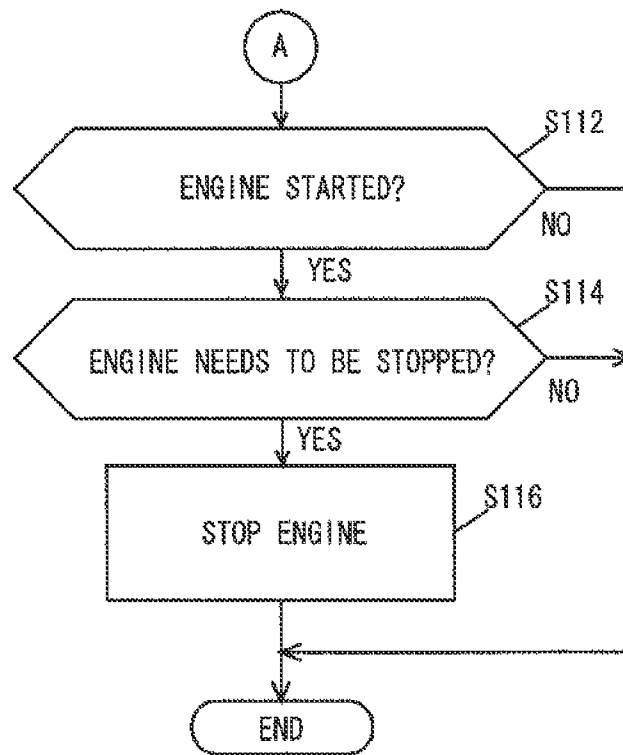 A
S112
ENGINE STARTED?
NO
YES
S114
ENGINE NEEDS TO BE STOPPED?
NO
YES
S116
STOP ENGINE
END